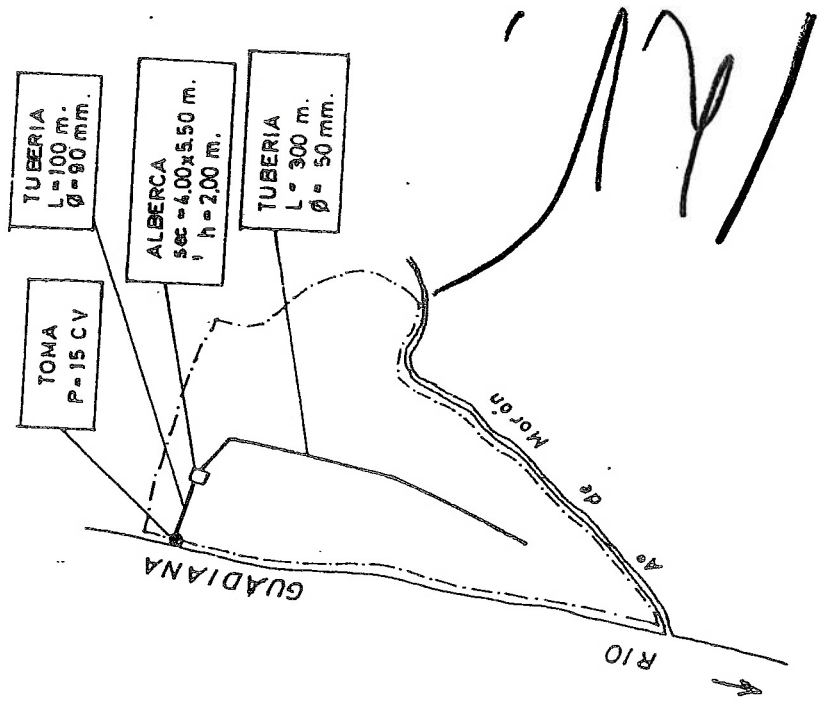 TOMA
P=15 CV
TUBERIA
L=100 m.
Ø=90 mm.
ALBERCA
sec=6.00x5.50 m.
h=2,00 m.
TUBERIA
L=300 m.
Ø=50 mm.
RIO GUADIANA
Ao de Morón